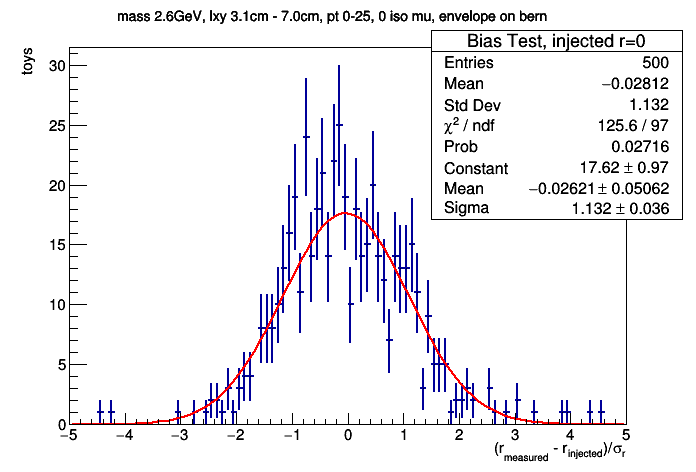 mass 2.6GeV, lxy 3.1cm - 7.0cm, pt 0-25, 0 iso mu, envelope on bern
Bias Test, injected r=0
Entries 500
Mean −0.02812
Std Dev 1.132
χ² / ndf 125.6 / 97
Prob 0.02716
Constant 17.62 ± 0.97
Mean −0.02621 ± 0.05062
Sigma 1.132 ± 0.036
toys
30
25
20
15
10
5
0
−5 −4 −3 −2 −1 0 1 2 3 4 5
(r_measured - r_injected)/σ_r